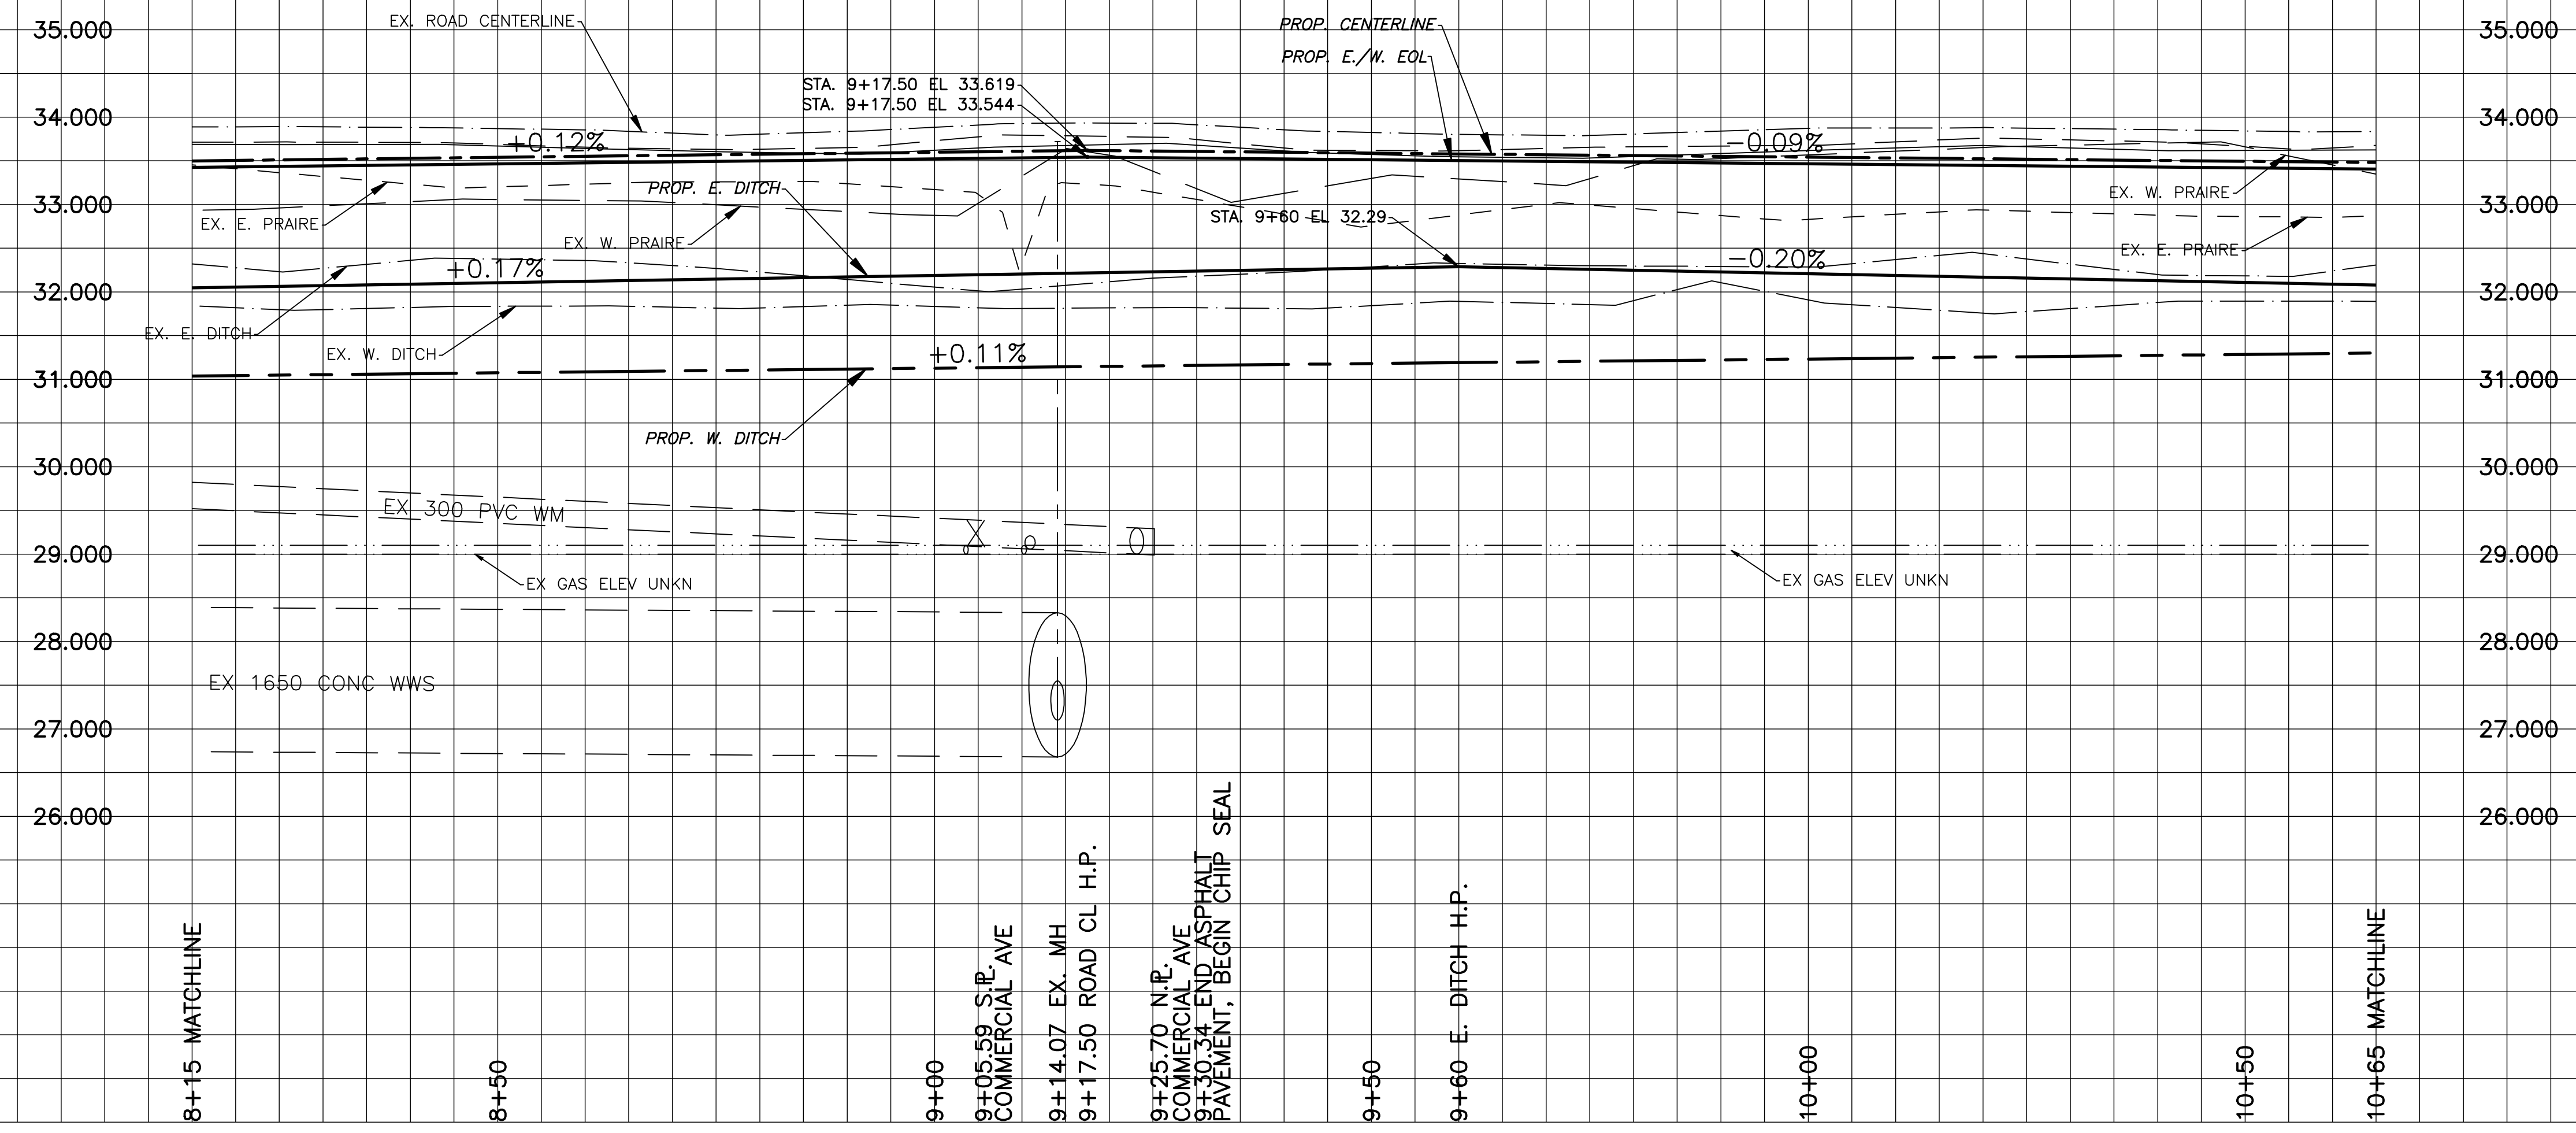 35.000
EX. ROAD CENTERLINE
PROP. CENTERLINE
35.000
PROP. E./W. EOL
STA. 9+17.50 EL 33.619
STA. 9+17.50 EL 33.544
34.000
34.000
+0.12%
-0.09%
PROP. E. DITCH
EX. W. PRAIRE
33.000
33.000
EX. E. PRAIRE
STA. 9+60 EL 32.29
EX. W. PRAIRE
EX. E. PRAIRE
+0.17%
-0.20%
32.000
32.000
EX. E. DITCH
EX. W. DITCH
+0.11%
31.000
31.000
PROP. W. DITCH
30.000
30.000
EX 300 PVC WM
29.000
29.000
EX GAS ELEV UNKN
EX GAS ELEV UNKN
28.000
28.000
EX 1650 CONC WWS
27.000
27.000
26.000
26.000
8+15 MATCHLINE
8+50
9+00
9+05.59 S.P.
COMMERCIAL AVE
9+14.07 EX. MH
9+17.50 ROAD CL H.P.
9+25.70 N.P.
COMMERCIAL AVE
9+30.34 END ASPHALT
PAVEMENT, BEGIN CHIP SEAL
9+50
9+60 E. DITCH H.P.
10+00
10+50
10+65 MATCHLINE